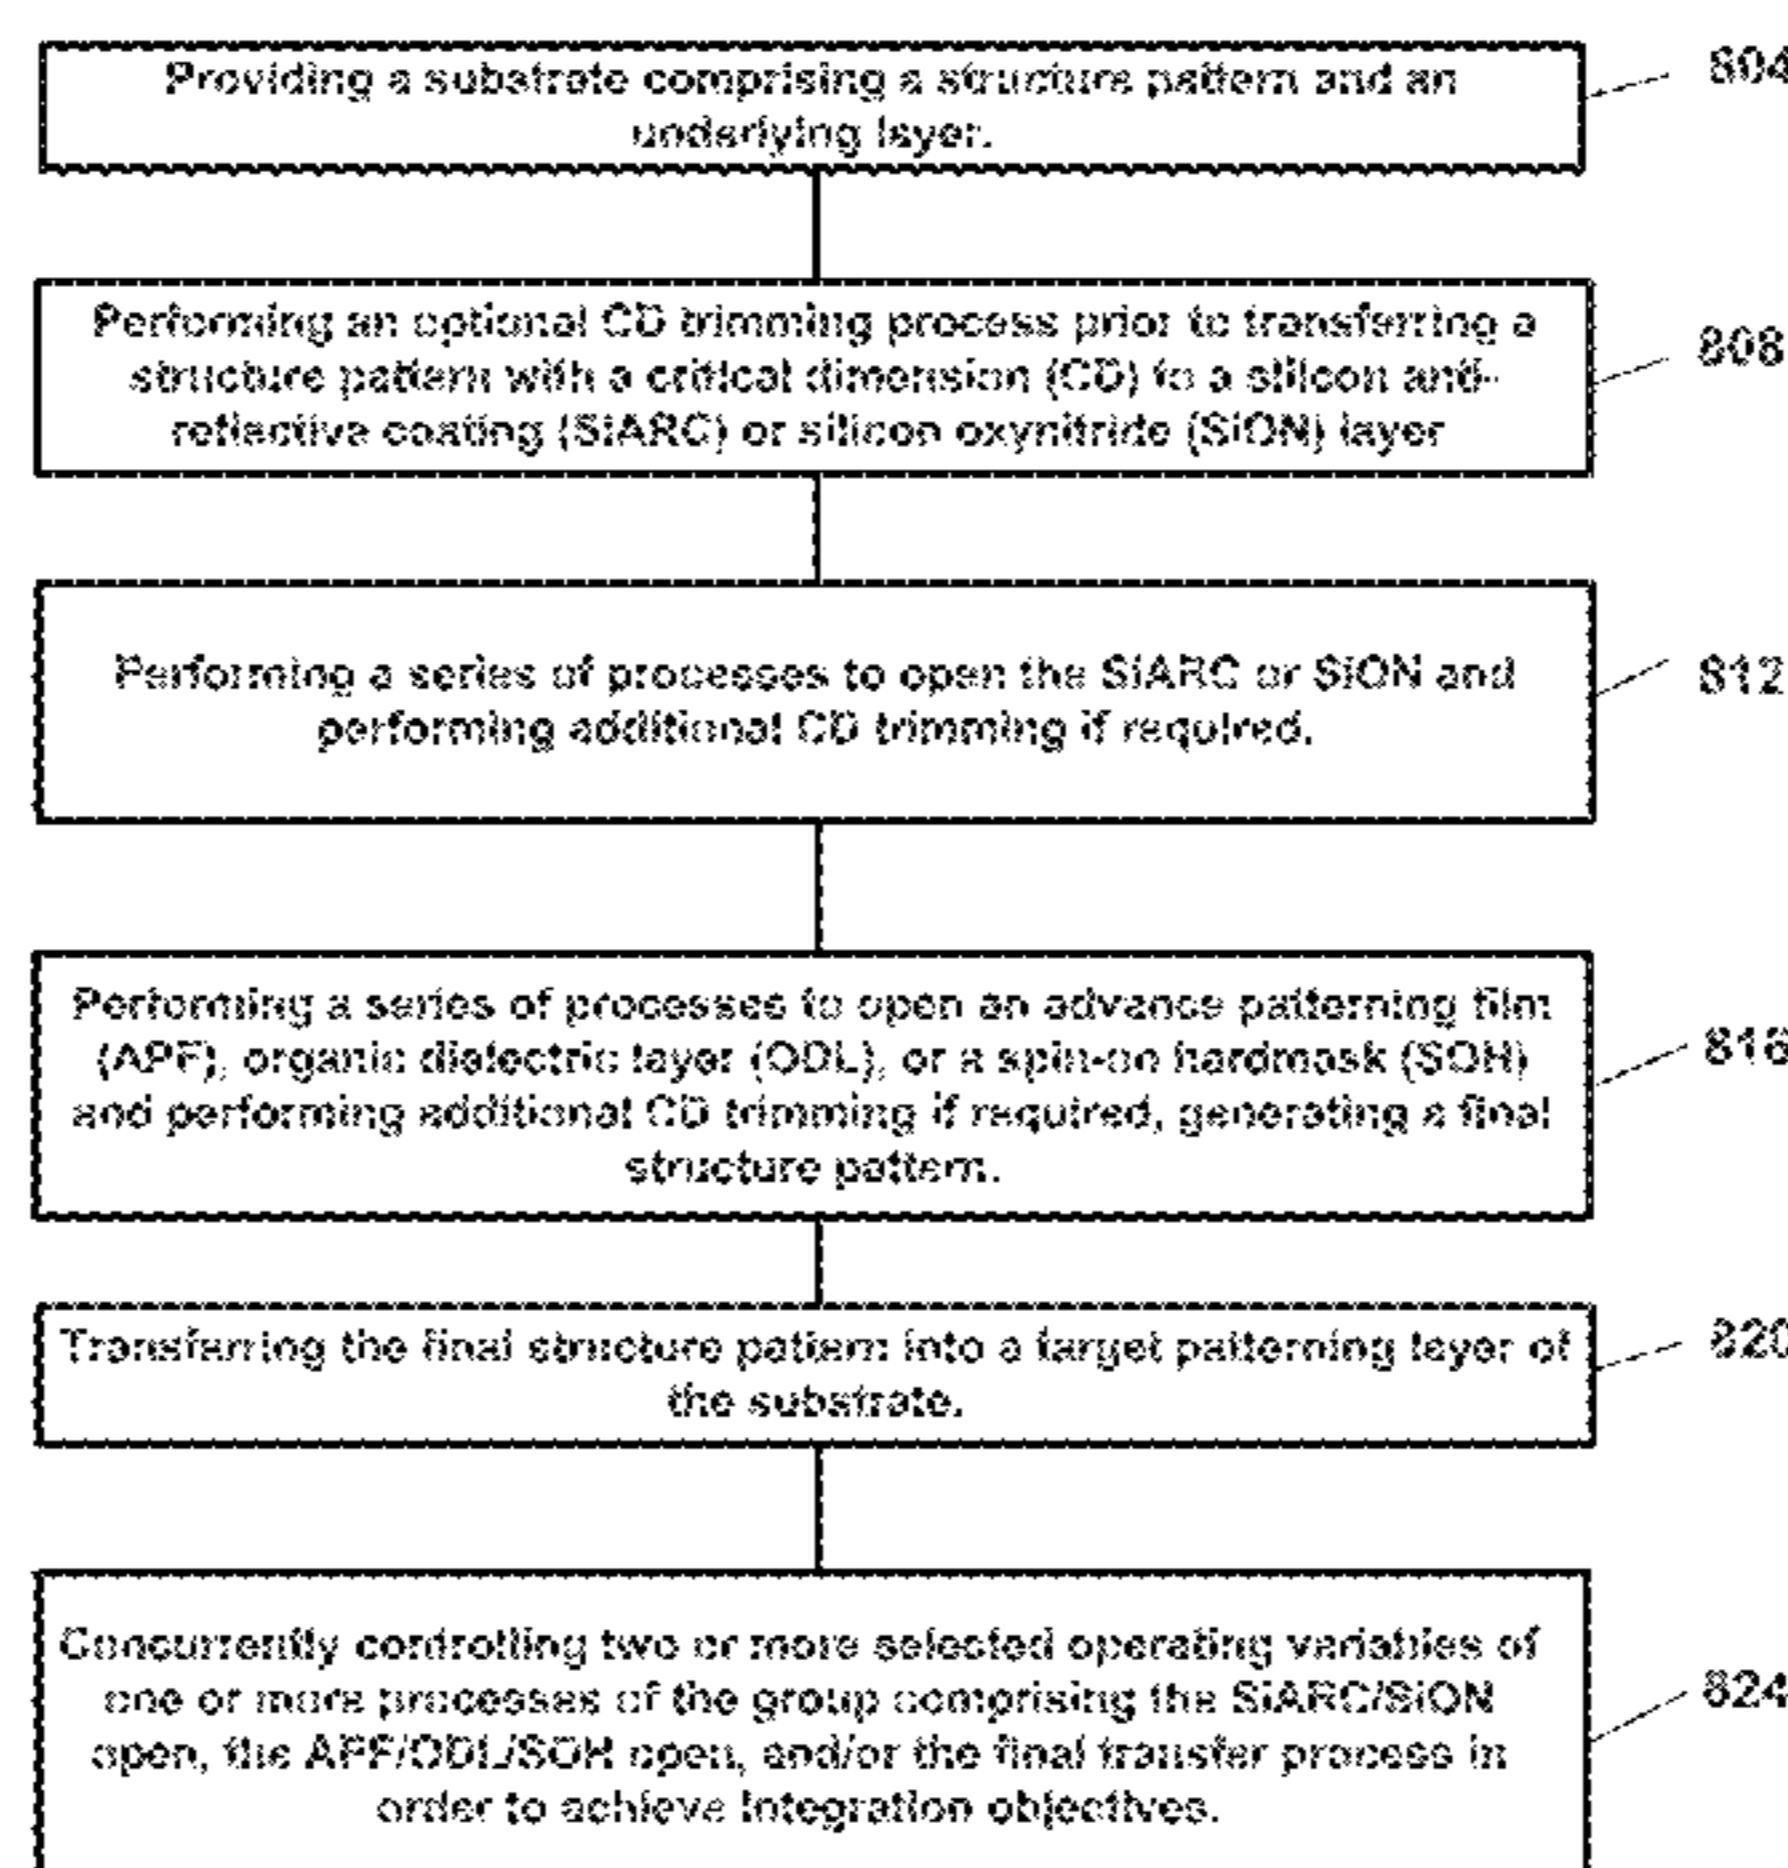 Providing a substrate comprising a structure pattern and an
underlying layer.
804
Performing an optional CD trimming process prior to transferring a
structure pattern with a critical dimension (CD) to a silicon anti-
reflective coating (SiARC) or silicon oxynitride (SiON) layer
808
Performing a series of processes to open the SiARC or SiON and
performing additional CD trimming if required.
812
Performing a series of processes to open an advance patterning film
(APF), organic dielectric layer (ODL), or a spin-on hardmask (SOH)
and performing additional CD trimming if required, generating a final
structure pattern.
816
Transferring the final structure pattern into a target patterning layer of
the substrate.
820
Concurrently controlling two or more selected operating variables of
one or more processes of the group comprising the SiARC/SiON
open, the APF/ODL/SOH open, and/or the final transfer process in
order to achieve integration objectives.
824